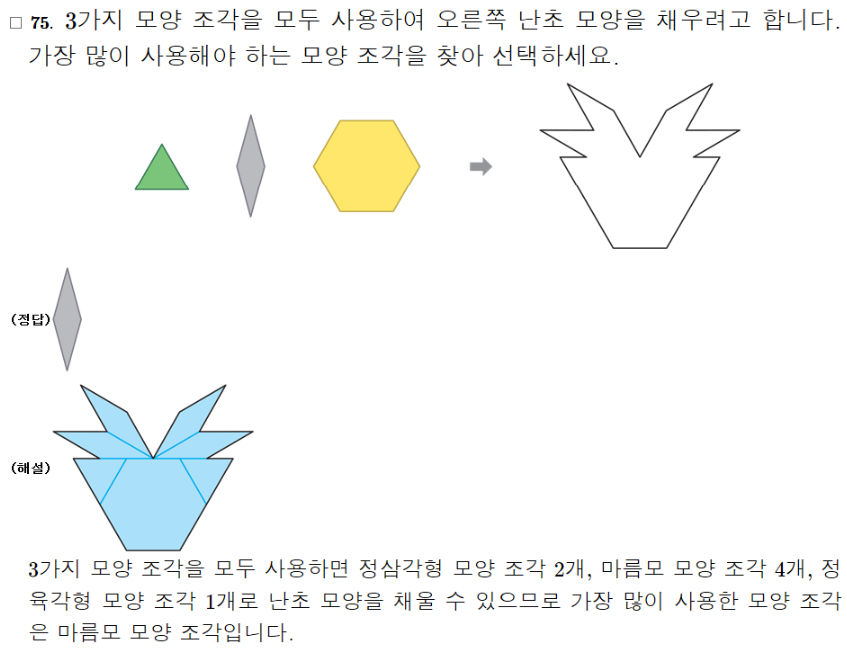 □ 75. 3가지 모양 조각을 모두 사용하여 오른쪽 난초 모양을 채우려고 합니다.
가장 많이 사용해야 하는 모양 조각을 찾아 선택하세요.
(정답)
(해설)
3가지 모양 조각을 모두 사용하면 정삼각형 모양 조각 2개, 마름모 모양 조각 4개, 정
육각형 모양 조각 1개로 난초 모양을 채울 수 있으므로 가장 많이 사용한 모양 조각
은 마름모 모양 조각입니다.